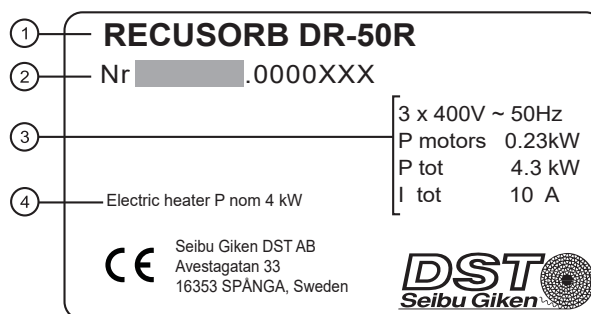 1 RECUSORB DR-50R
2 Nr .0000XXX
3
3 x 400V ~ 50Hz
P motors 0.23kW
P tot 4.3 kW
I tot 10 A
4 Electric heater P nom 4 kW
CE
Seibu Giken DST AB
Avestagatan 33
16353 SPÅNGA, Sweden
DST
Seibu Giken